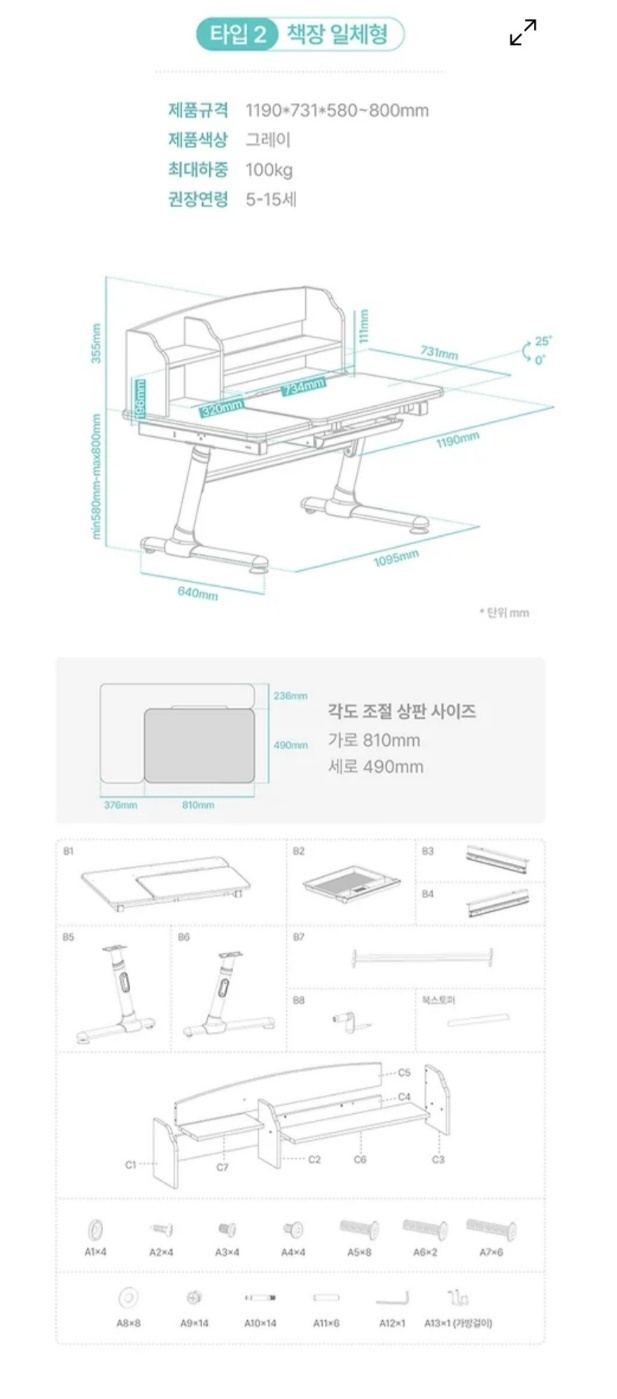 타입 2 책장 일체형
제품규격 1190*731*580~800mm
제품색상 그레이
최대하중 100kg
권장연령 5-15세
355mm
111mm
731mm
25°
0°
196mm
320mm
734mm
1190mm
min580mm-max800mm
1095mm
640mm
* 단위 mm
236mm
490mm
376mm
810mm
각도 조절 상판 사이즈
가로 810mm
세로 490mm
B1
B2
B3
B4
B5
B6
B7
B8
북스토퍼
C5
C4
C1
C7
C2
C6
C3
A1×4
A2×4
A3×4
A4×4
A5×8
A6×2
A7×6
A8×8
A9×14
A10×14
A11×6
A12×1
A13×1 (가방걸이)